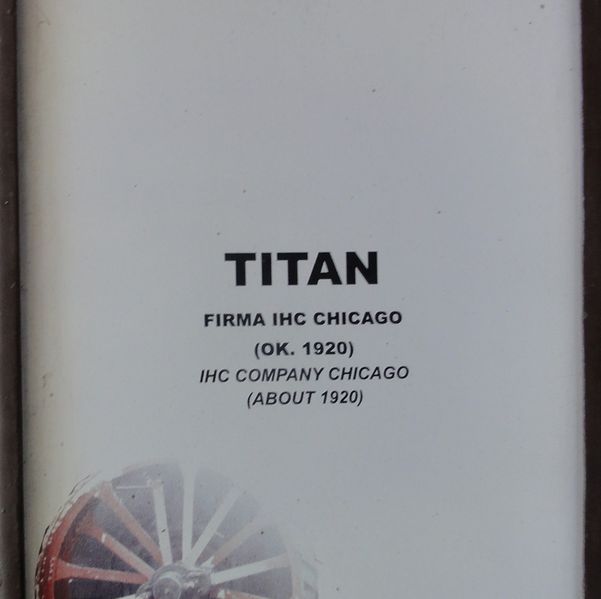 TITAN
FIRMA IHC CHICAGO
(OK. 1920)
IHC COMPANY CHICAGO
(ABOUT 1920)